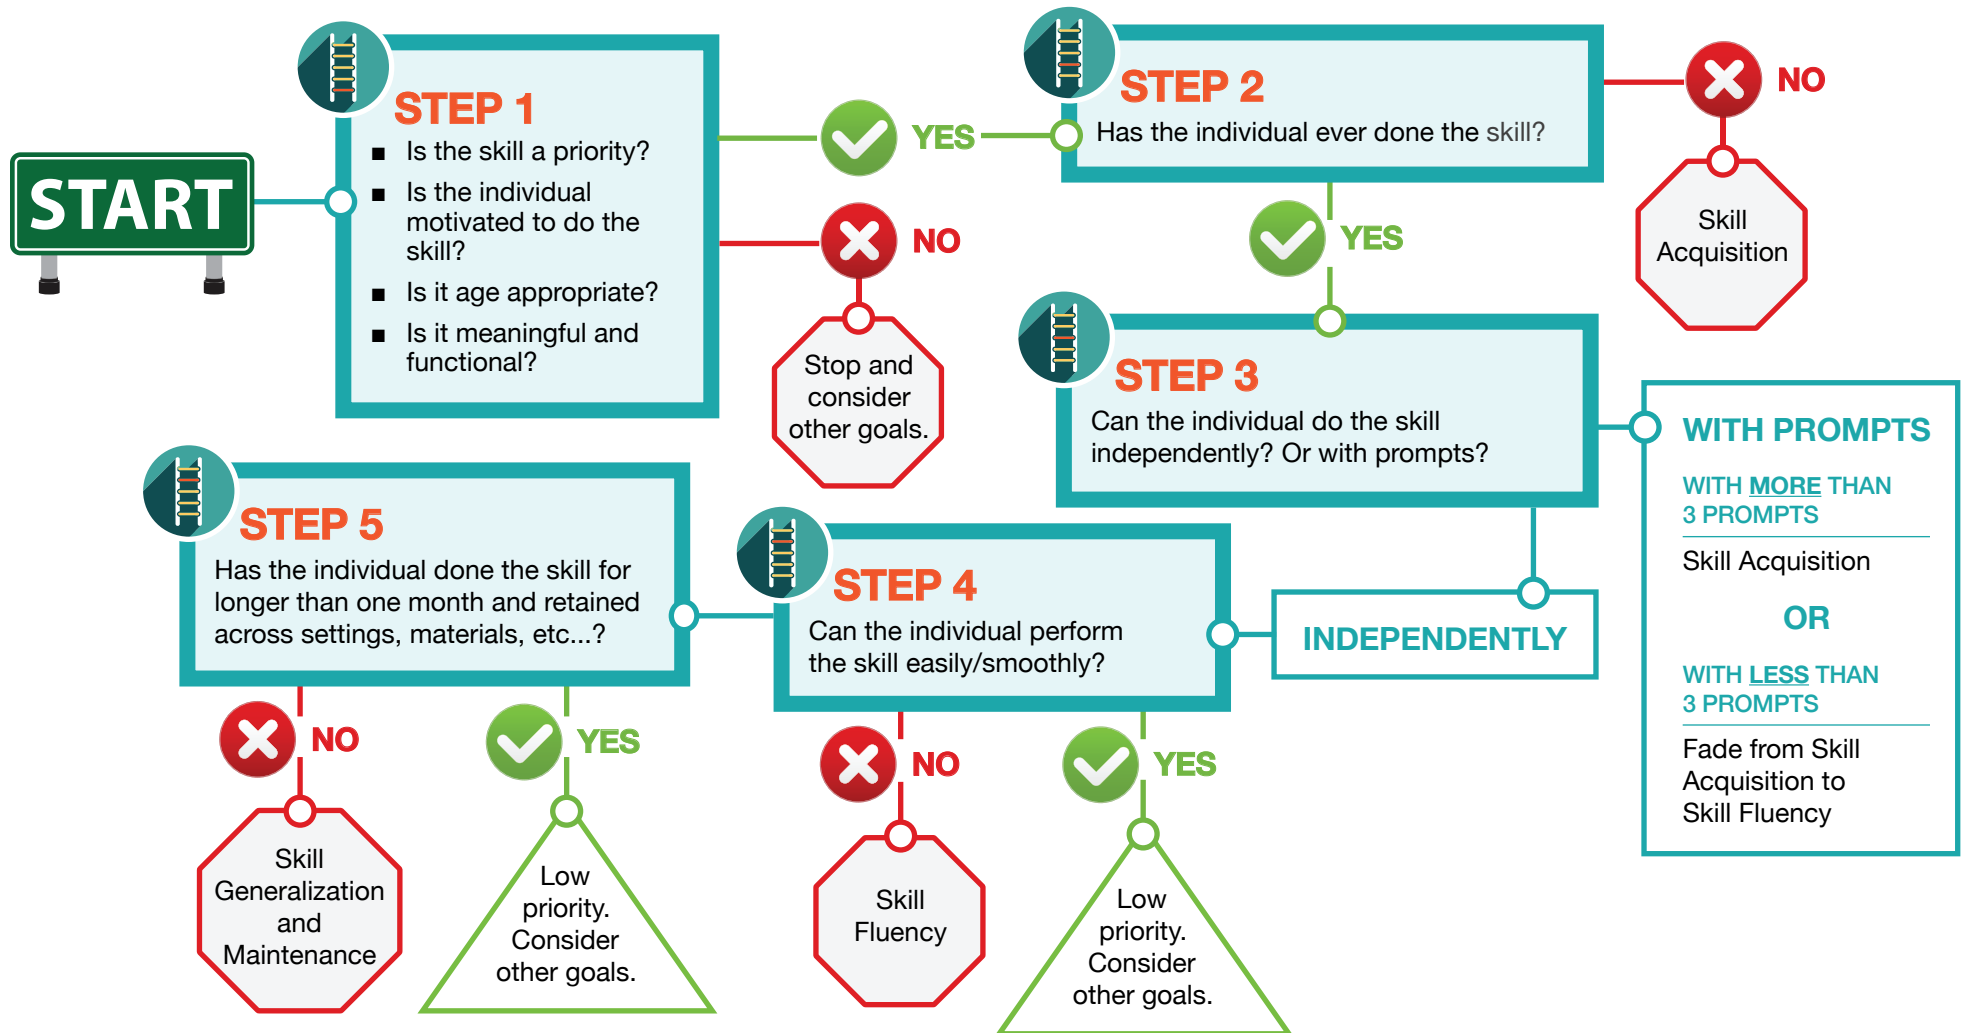 START
STEP 1
■ Is the skill a priority?
■ Is the individual
motivated to do the
skill?
■ Is it age appropriate?
■ Is it meaningful and
functional?
YES
NO
Stop and
consider
other goals.
STEP 2
Has the individual ever done the skill?
NO
Skill
Acquisition
YES
STEP 3
Can the individual do the skill
independently? Or with prompts?
WITH PROMPTS
WITH MORE THAN
3 PROMPTS
Skill Acquisition
OR
WITH LESS THAN
3 PROMPTS
Fade from Skill
Acquisition to
Skill Fluency
INDEPENDENTLY
STEP 4
Can the individual perform
the skill easily/smoothly?
NO
Skill
Fluency
YES
Low
priority.
Consider
other goals.
STEP 5
Has the individual done the skill for
longer than one month and retained
across settings, materials, etc...?
NO
Skill
Generalization
and
Maintenance
YES
Low
priority.
Consider
other goals.